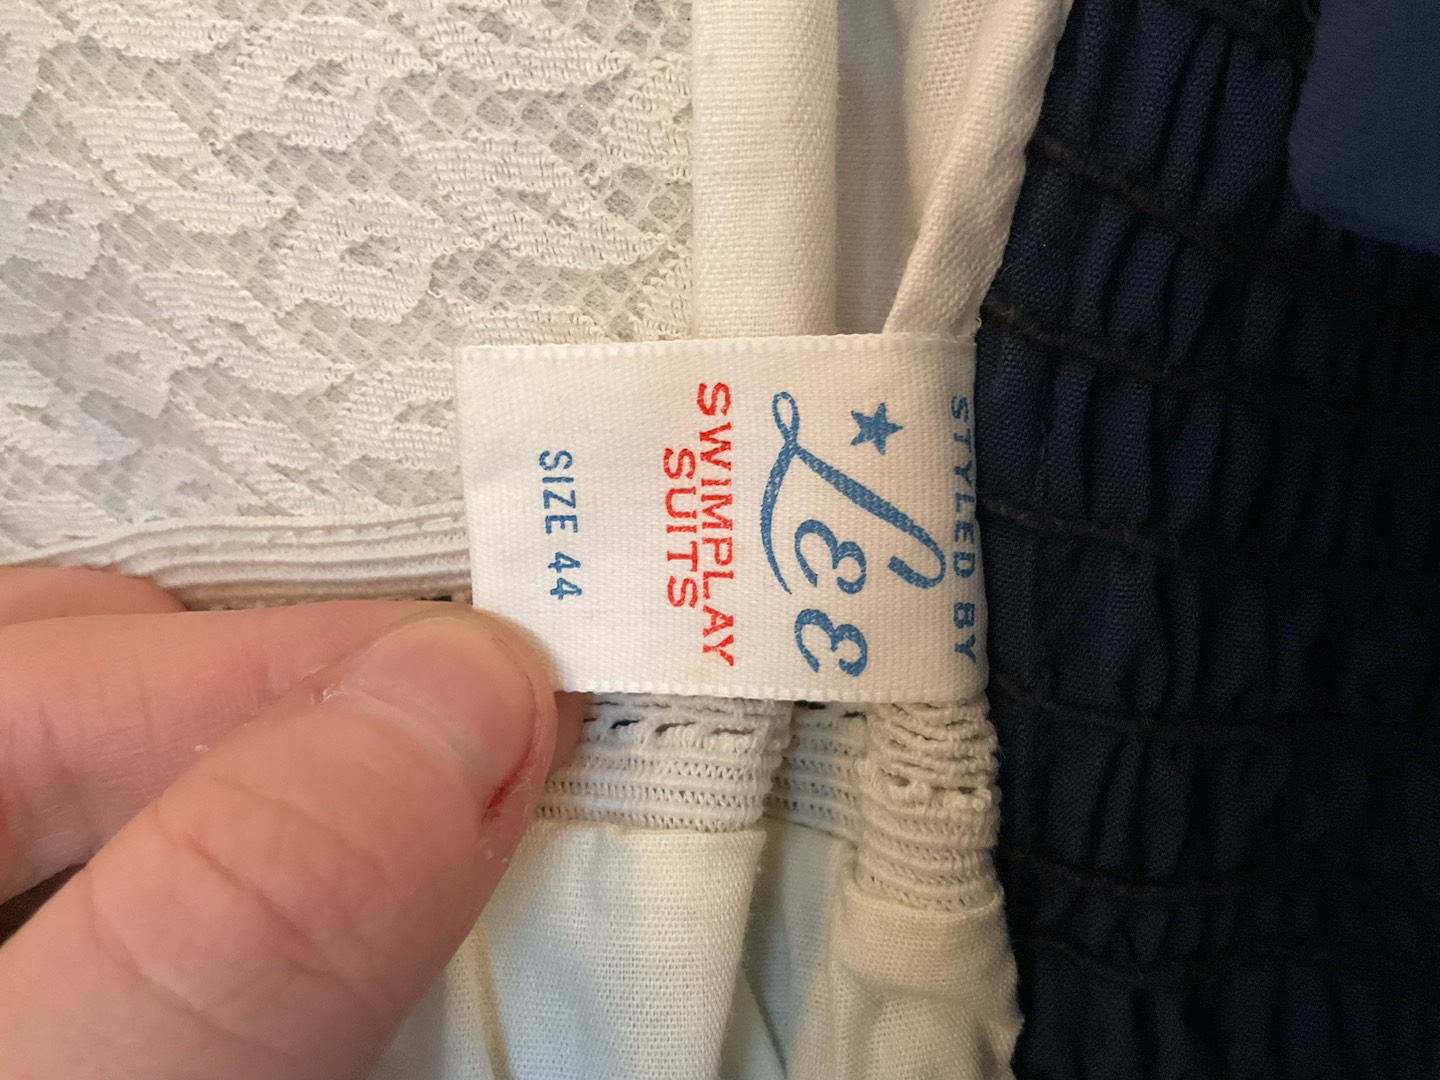 STYLED BY
Lee
SWIMPLAY
SUITS
SIZE 44